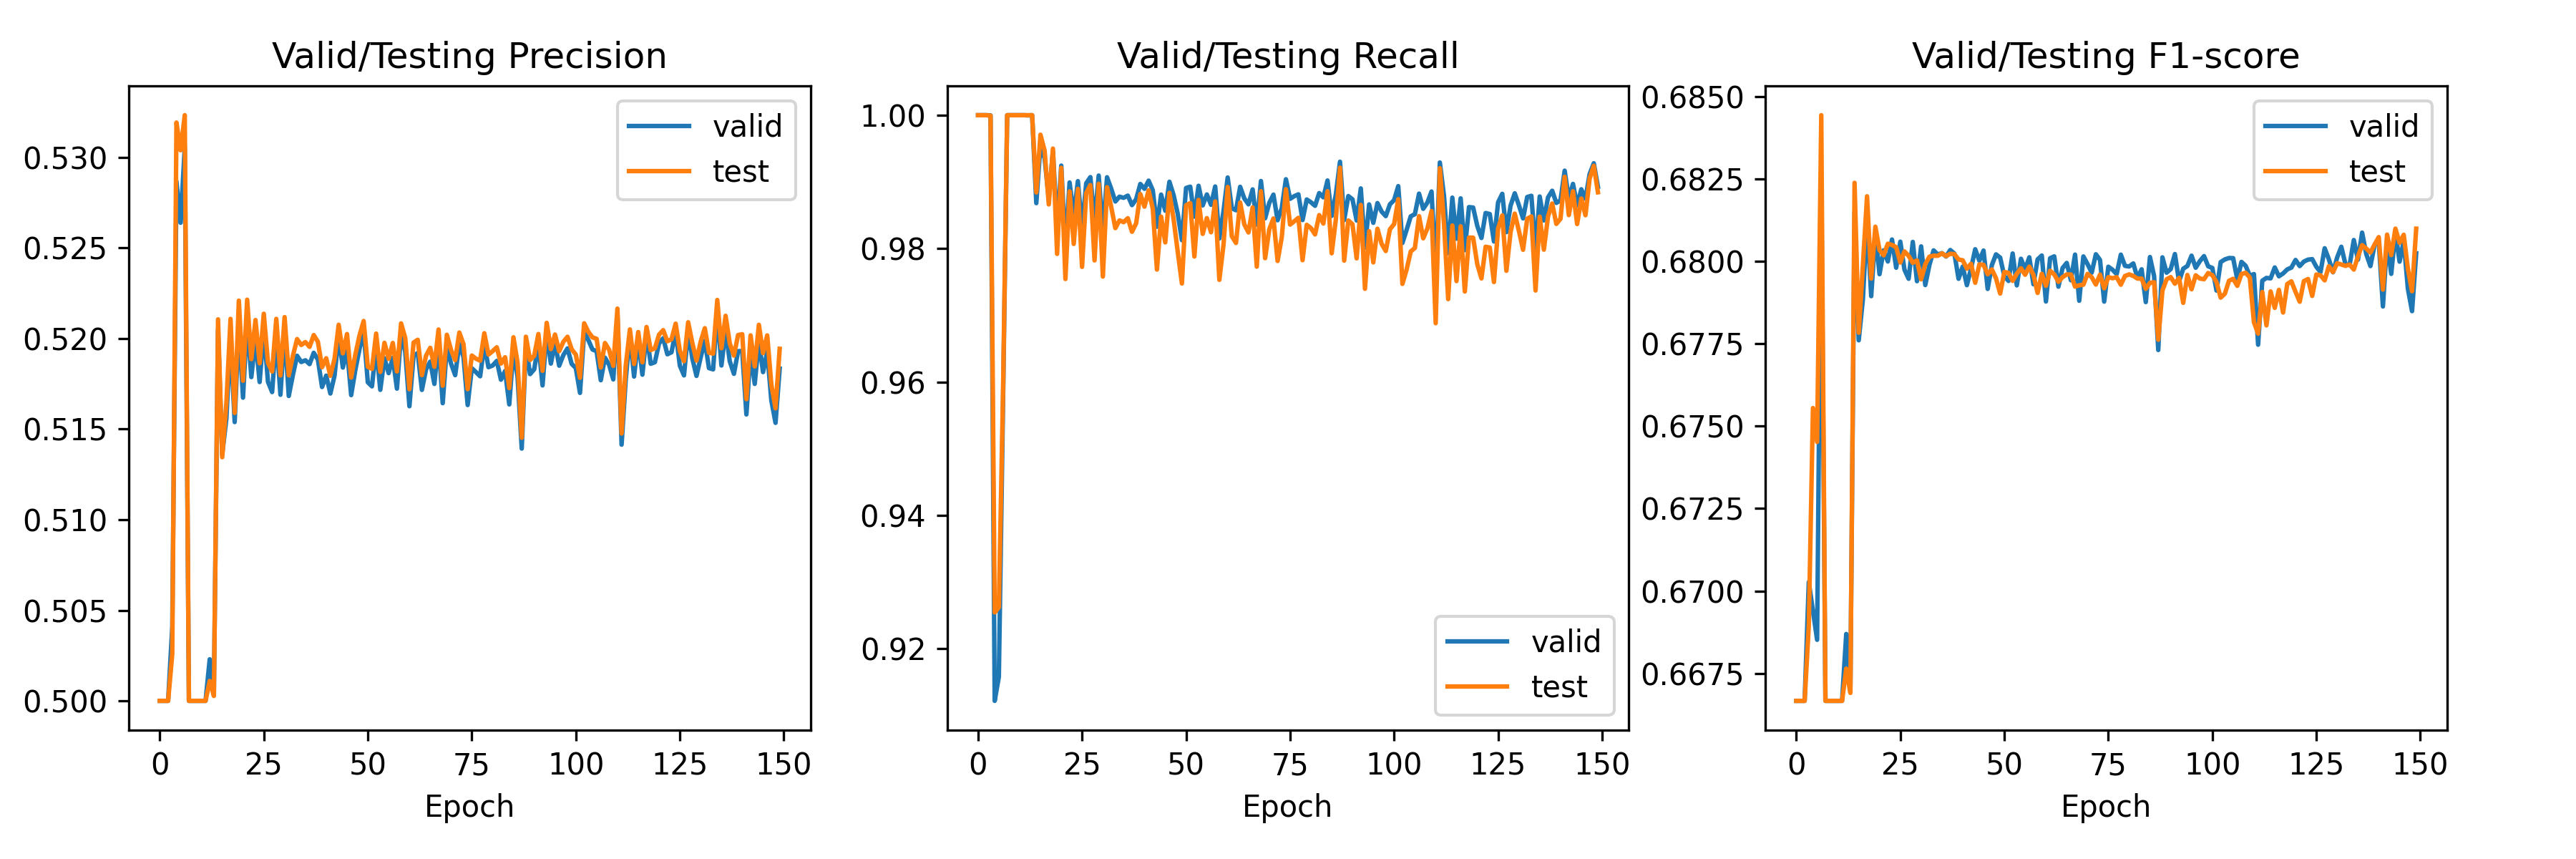 Valid/Testing Precision
valid
test
0.530
0.525
0.520
0.515
0.510
0.505
0.500
0 25 50 75 100 125 150
Epoch
Valid/Testing Recall
1.00
0.98
0.96
0.94
0.92
valid
test
0 25 50 75 100 125 150
Epoch
Valid/Testing F1-score
0.6850
valid
0.6825
test
0.6800
0.6775
0.6750
0.6725
0.6700
0.6675
0 25 50 75 100 125 150
Epoch